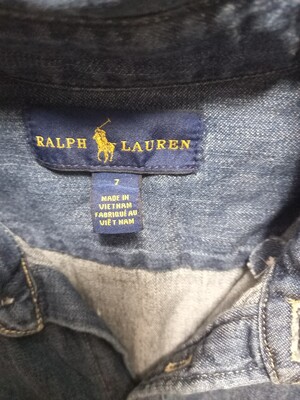 RALPH LAUREN
7
MADE IN
VIETNAM
FABRIQUÉ AU
VIÊT NAM